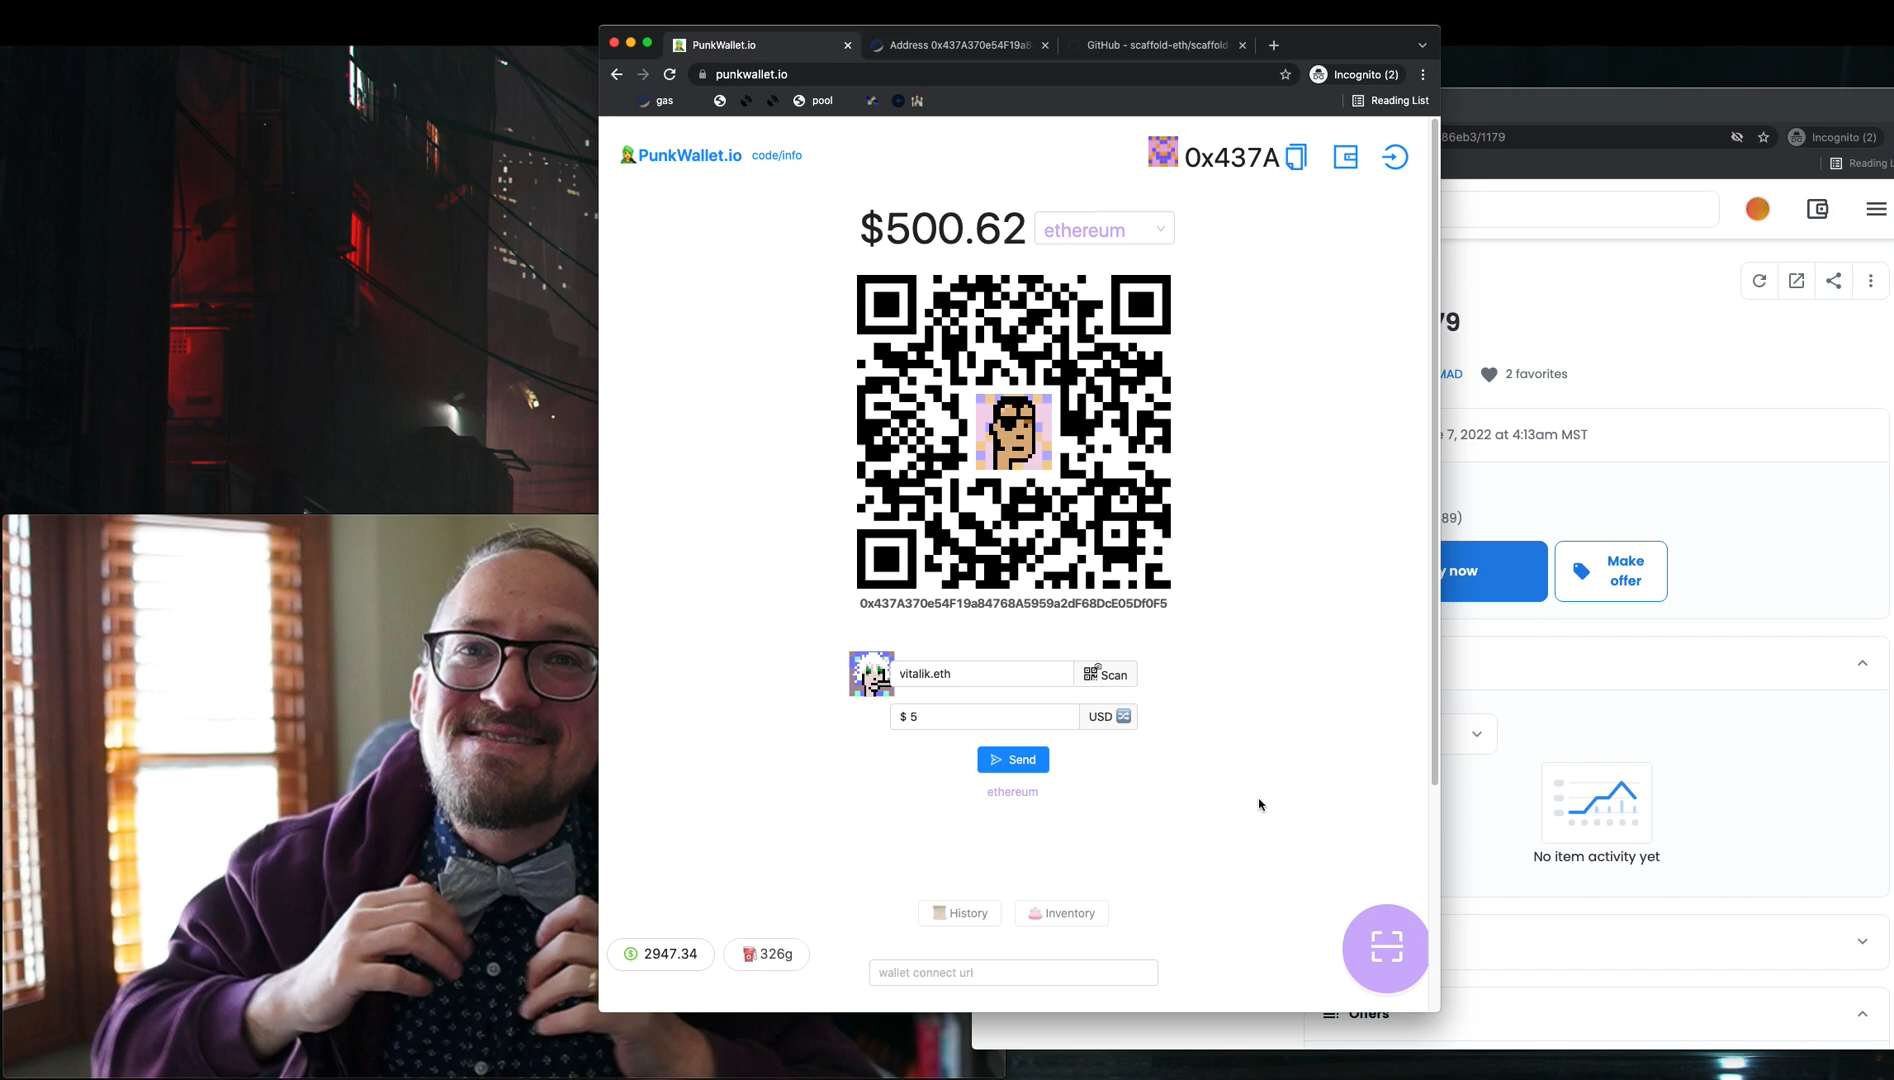 PunkWallet.io
Address 0x437A370e54F19a8
GitHub - scaffold-eth/scaffold
punkwallet.io
Incognito (2)
gas
pool
Reading List
PunkWallet.io code/info
0x437A
$500.62
ethereum
0x437A370e54F19a84768A5959a2dF68DcE05Df0F5
vitalik.eth
Scan
$ 5
USD
Send
ethereum
History
Inventory
2947.34
326g
wallet connect url
86eb3/1179
Incognito (2)
Reading L
79
MAD
2 favorites
7, 2022 at 4:13am MST
89)
y now
Make
offer
No item activity yet
Offers